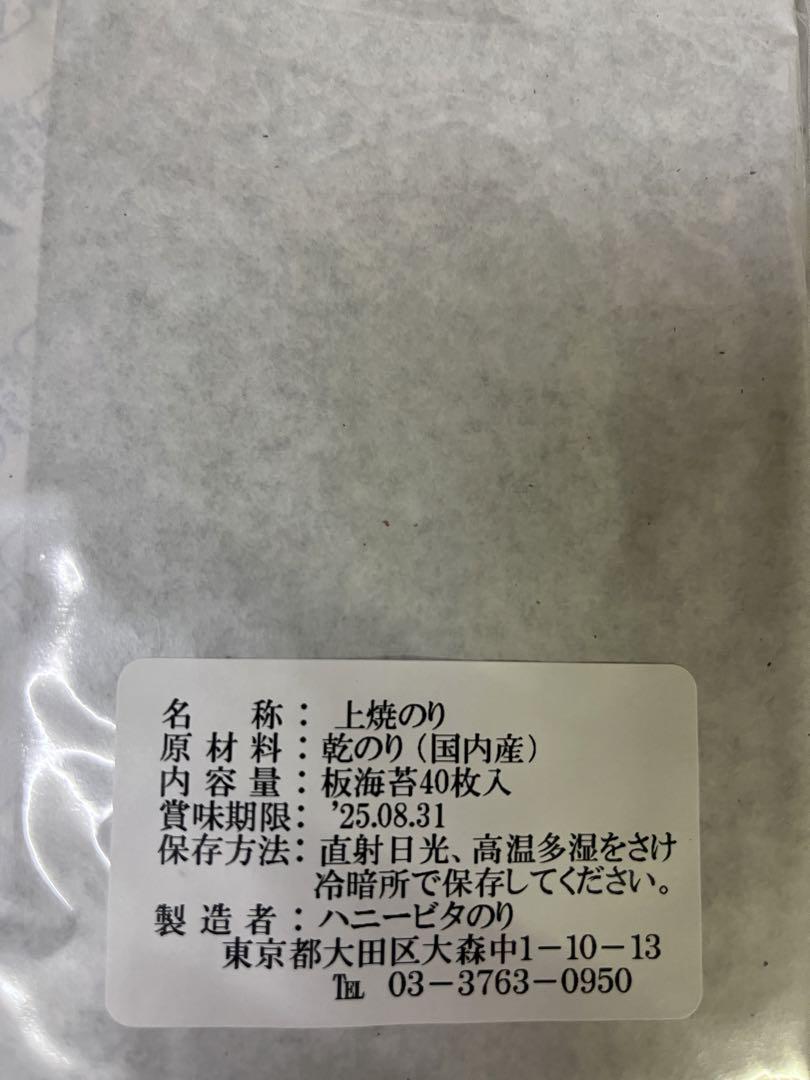 名 称： 上焼のり
原材料：乾のり（国内産）
内容量：板海苔40枚入
賞味期限： '25.08.31
保存方法：直射日光、高温多湿をさけ
冷暗所で保存してください。
製造者：ハニービタのり
東京都大田区大森中1－10－13
℡ 03－3763－0950